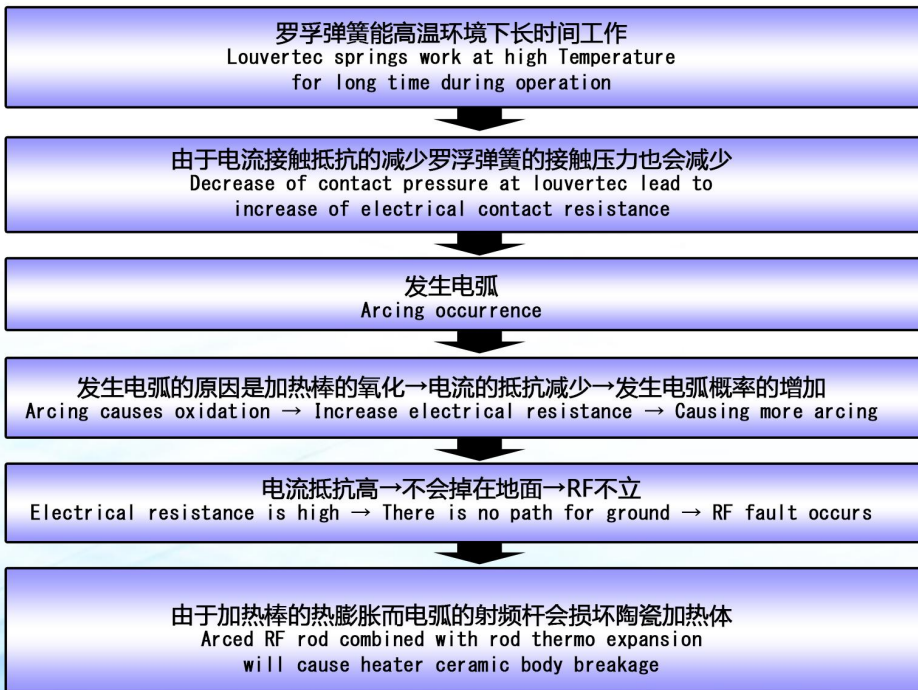 罗孚弹簧能高温环境下长时间工作
Louvertec springs work at high Temperature
for long time during operation
由于电流接触抵抗的减少罗浮弹簧的接触压力也会减少
Decrease of contact pressure at louvertec lead to
increase of electrical contact resistance
发生电弧
Arcing occurrence
发生电弧的原因是加热棒的氧化→电流的抵抗减少→发生电弧概率的增加
Arcing causes oxidation → Increase electrical resistance → Causing more arcing
电流抵抗高→不会掉在地面→RF不立
Electrical resistance is high → There is no path for ground → RF fault occurs
由于加热棒的热膨胀而电弧的射频杆会损坏陶瓷加热体
Arced RF rod combined with rod thermo expansion
will cause heater ceramic body breakage